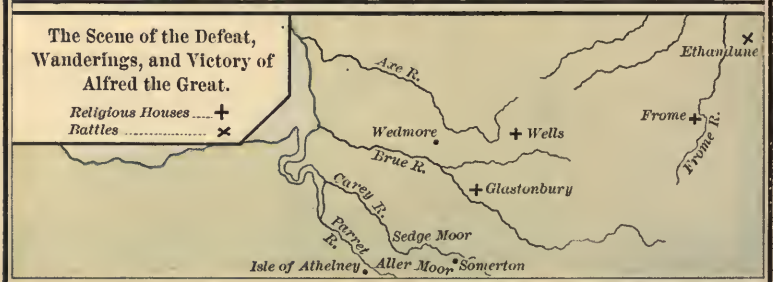 The Scene of the Defeat,
Wanderings, and Victory of
Alfred the Great.
Religious Houses
Battles
Ethandune
Axe R.
Wedmore
Wells
Frome
Frome R.
Brue R.
Glastonbury
Carey R.
Parret
R.
Sedge Moor
Isle of Athelney
Aller Moor
Somerton